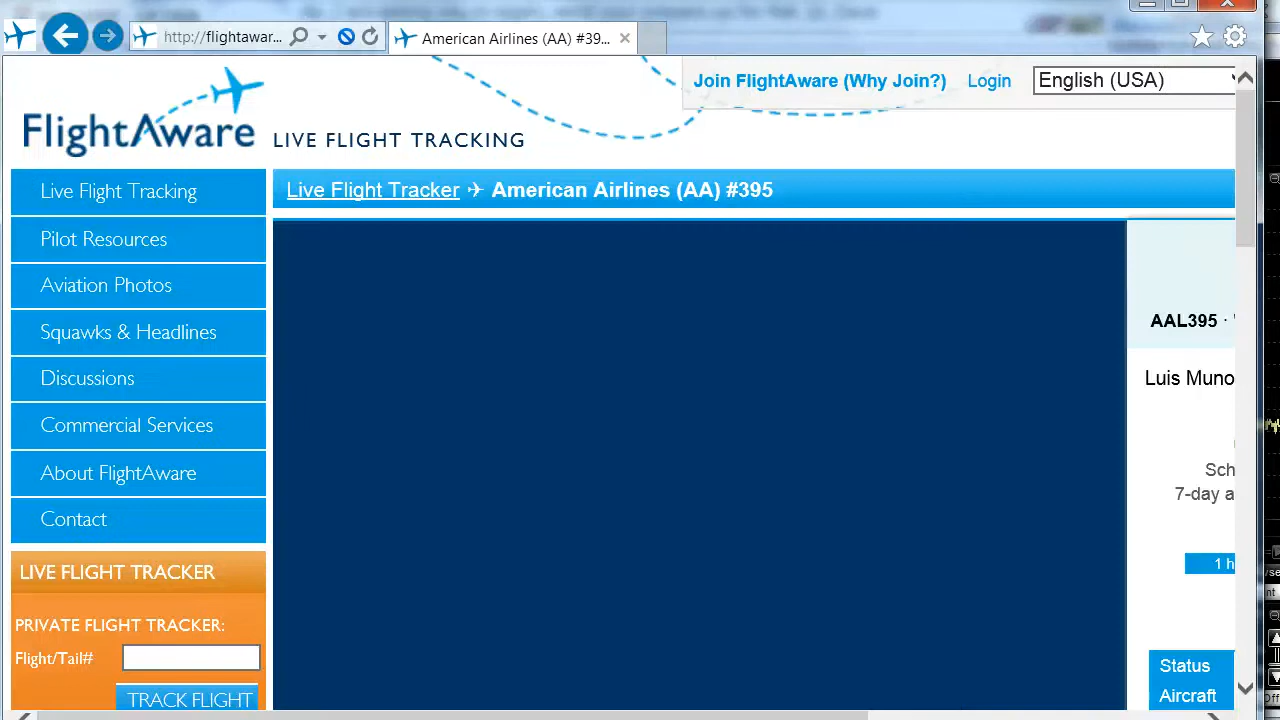 http://flightawar...
American Airlines (AA) #39...
Join FlightAware (Why Join?)
Login
English (USA)
FlightAware
LIVE FLIGHT TRACKING
Live Flight Tracking
Pilot Resources
Aviation Photos
Squawks & Headlines
Discussions
Commercial Services
About FlightAware
Contact
LIVE FLIGHT TRACKER
PRIVATE FLIGHT TRACKER:
Flight/Tail#
TRACK FLIGHT
Live Flight Tracker ✈ American Airlines (AA) #395
AAL395 ·
Luis Muno
Sch
7-day a
1 h
Status
Aircraft